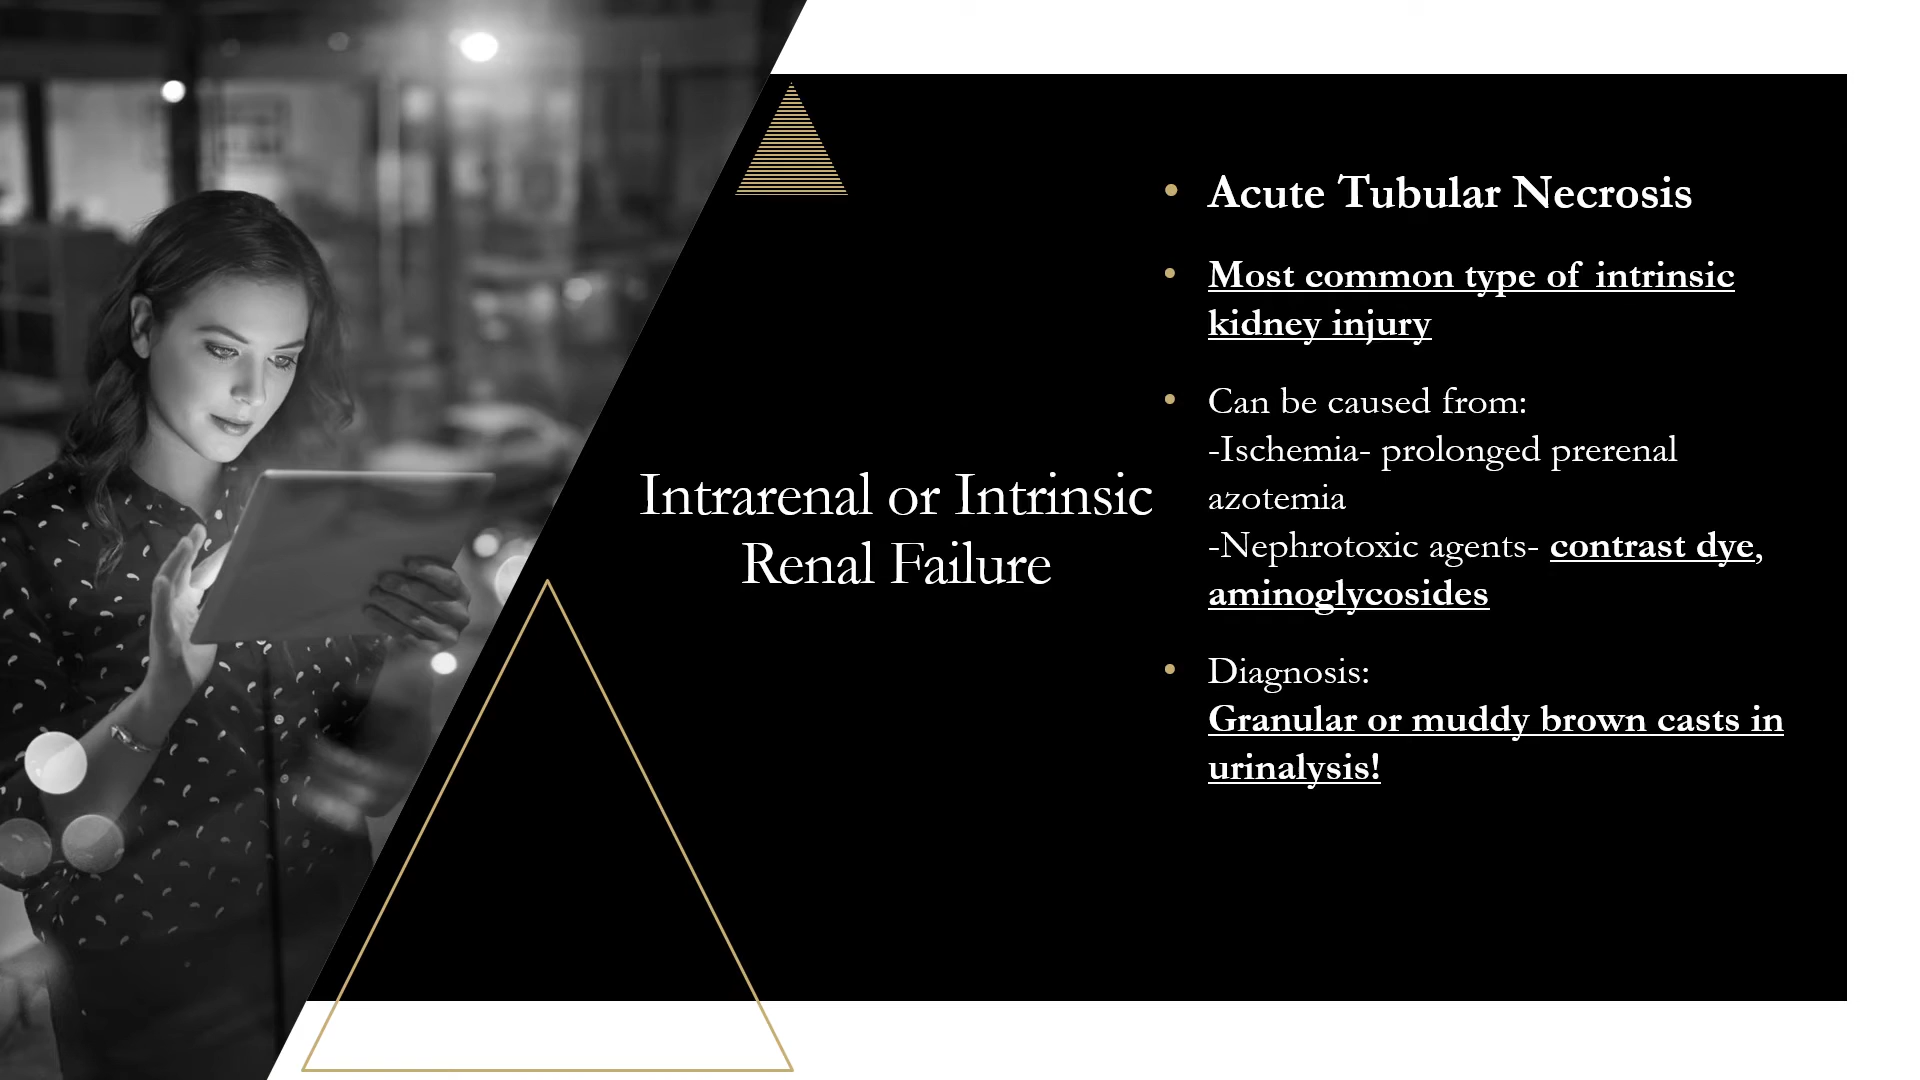 Intrarenal or Intrinsic
Renal Failure
• Acute Tubular Necrosis
• Most common type of intrinsic
kidney injury
• Can be caused from:
-Ischemia- prolonged prerenal
azotemia
-Nephrotoxic agents- contrast dye,
aminoglycosides
• Diagnosis:
Granular or muddy brown casts in
urinalysis!